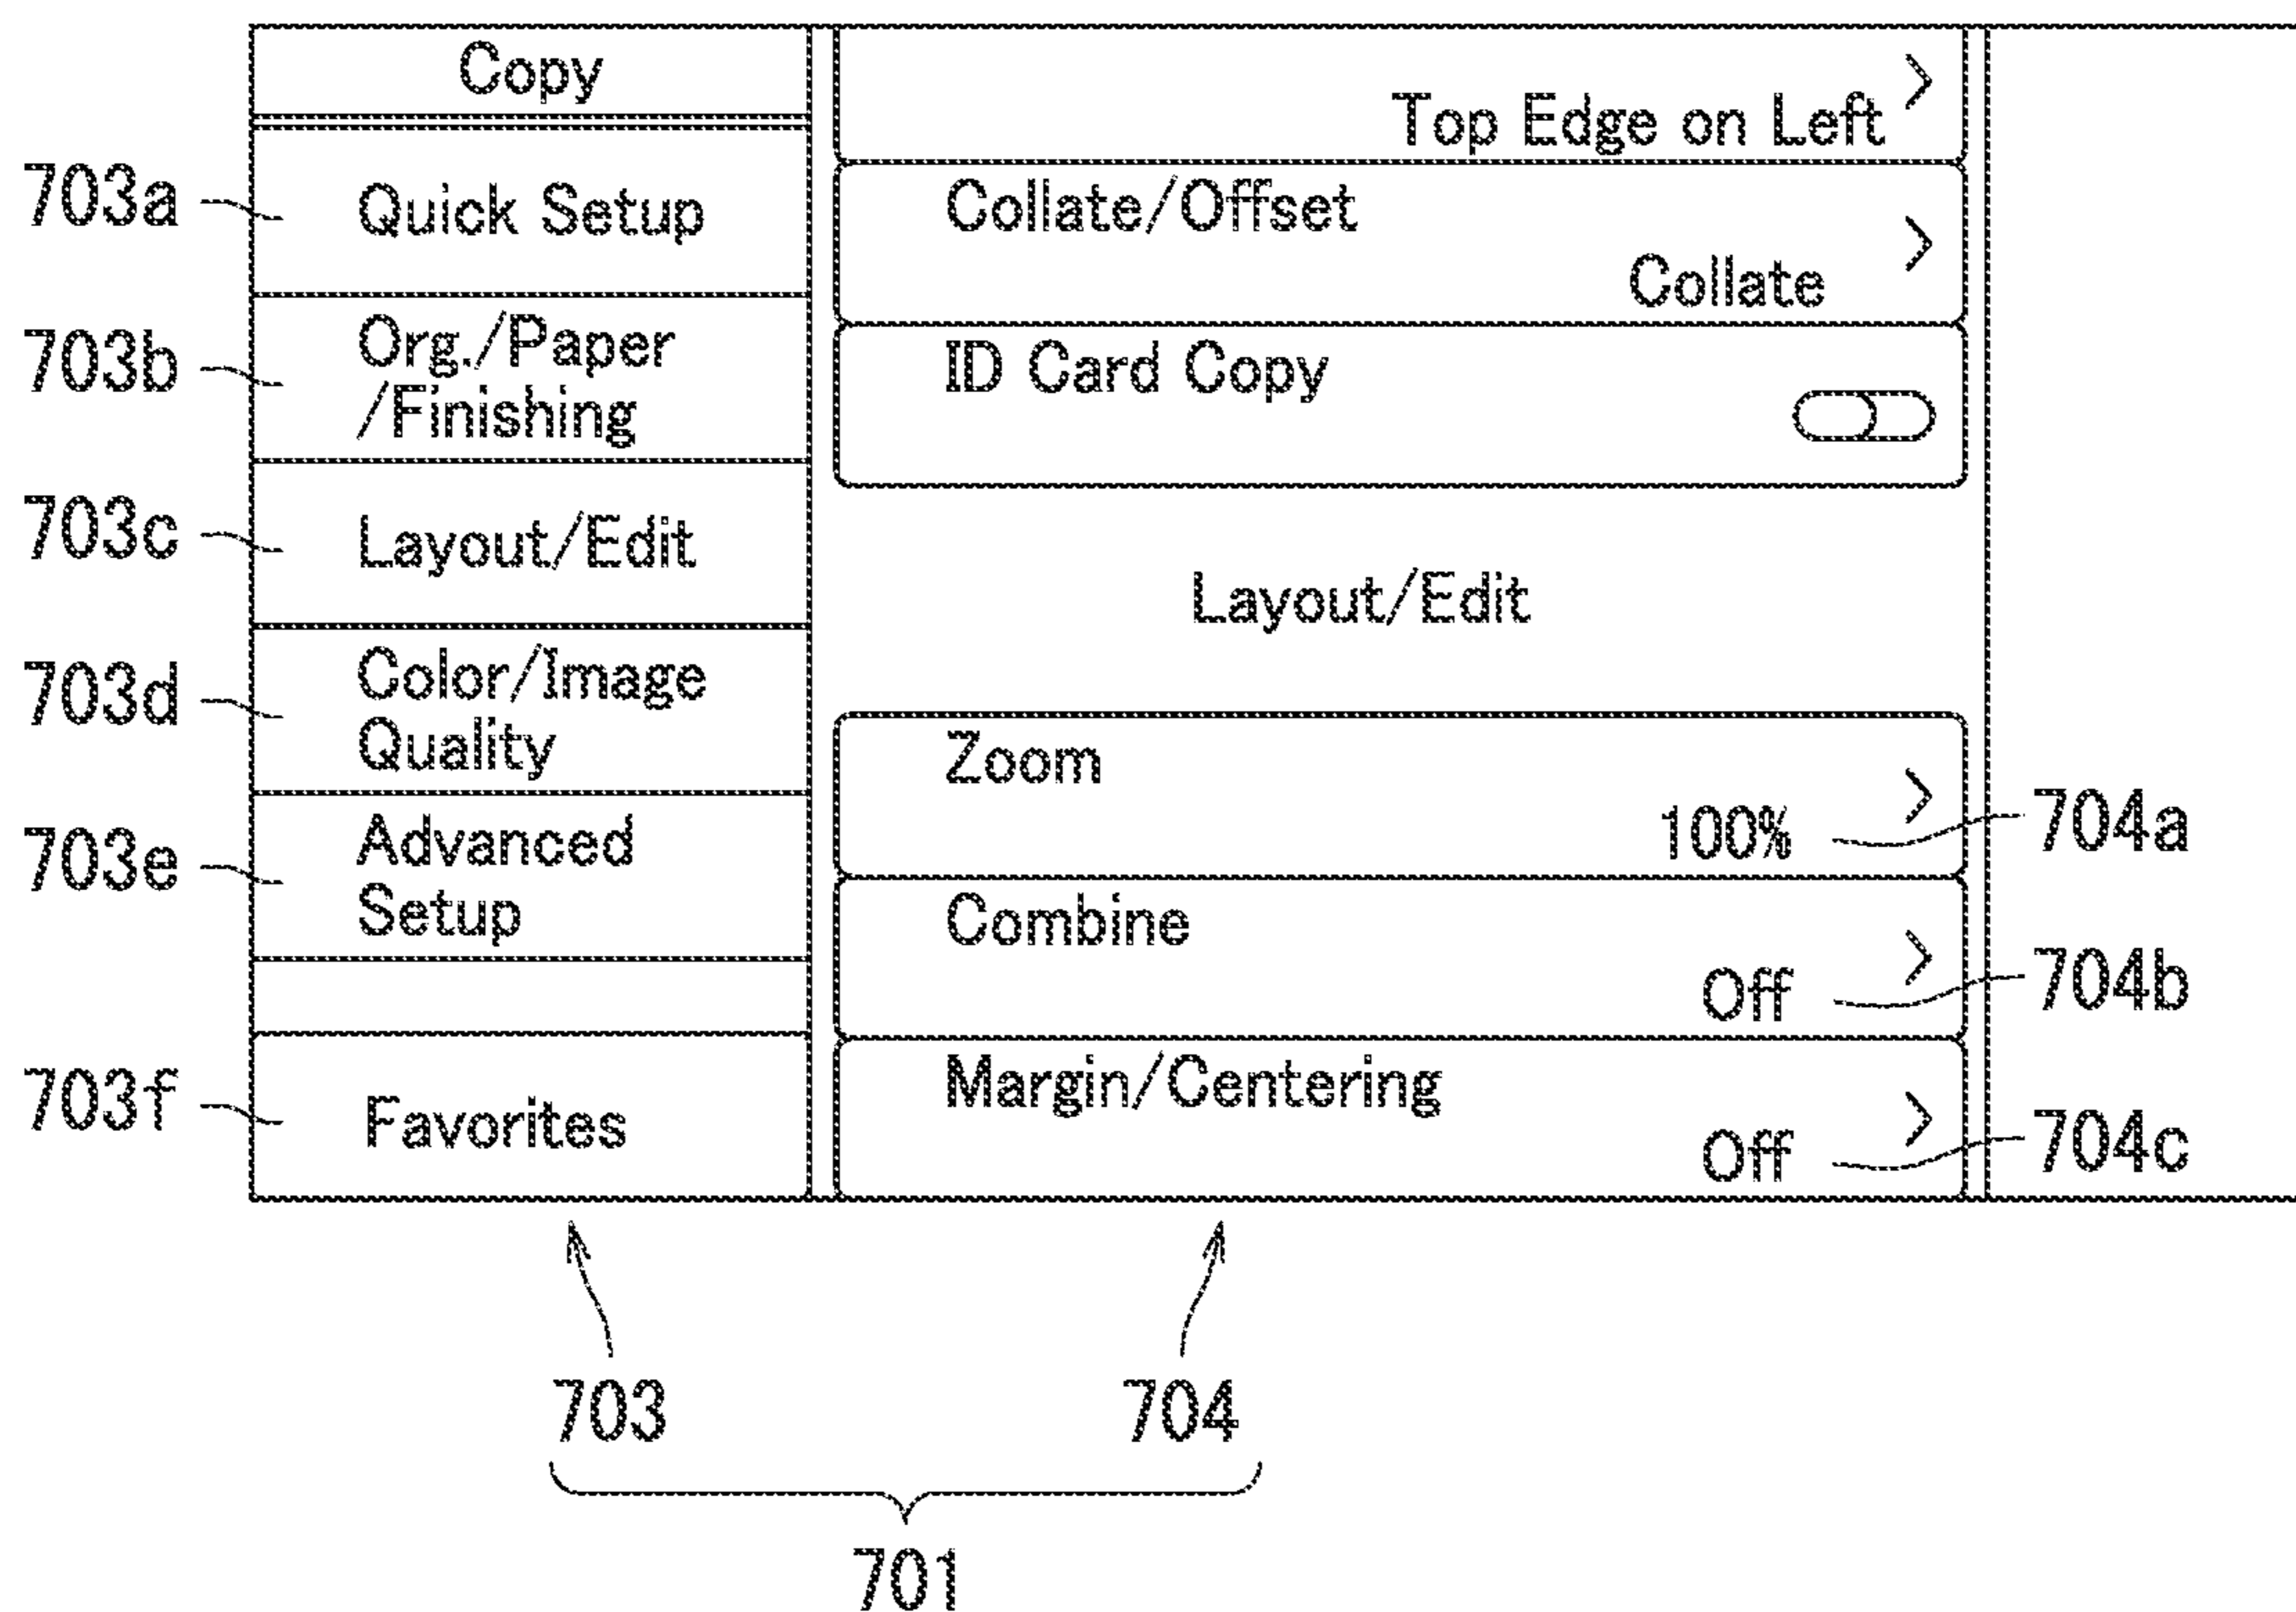 Copy
703a
Quick Setup
703b
Org./Paper
/Finishing
703c
Layout/Edit
703d
Color/Image
Quality
703e
Advanced
Setup
703f
Favorites
Top Edge on Left
Collate/Offset
Collate
ID Card Copy
Layout/Edit
Zoom
100%
704a
Combine
Off
704b
Margin/Centering
Off
704c
703
704
701